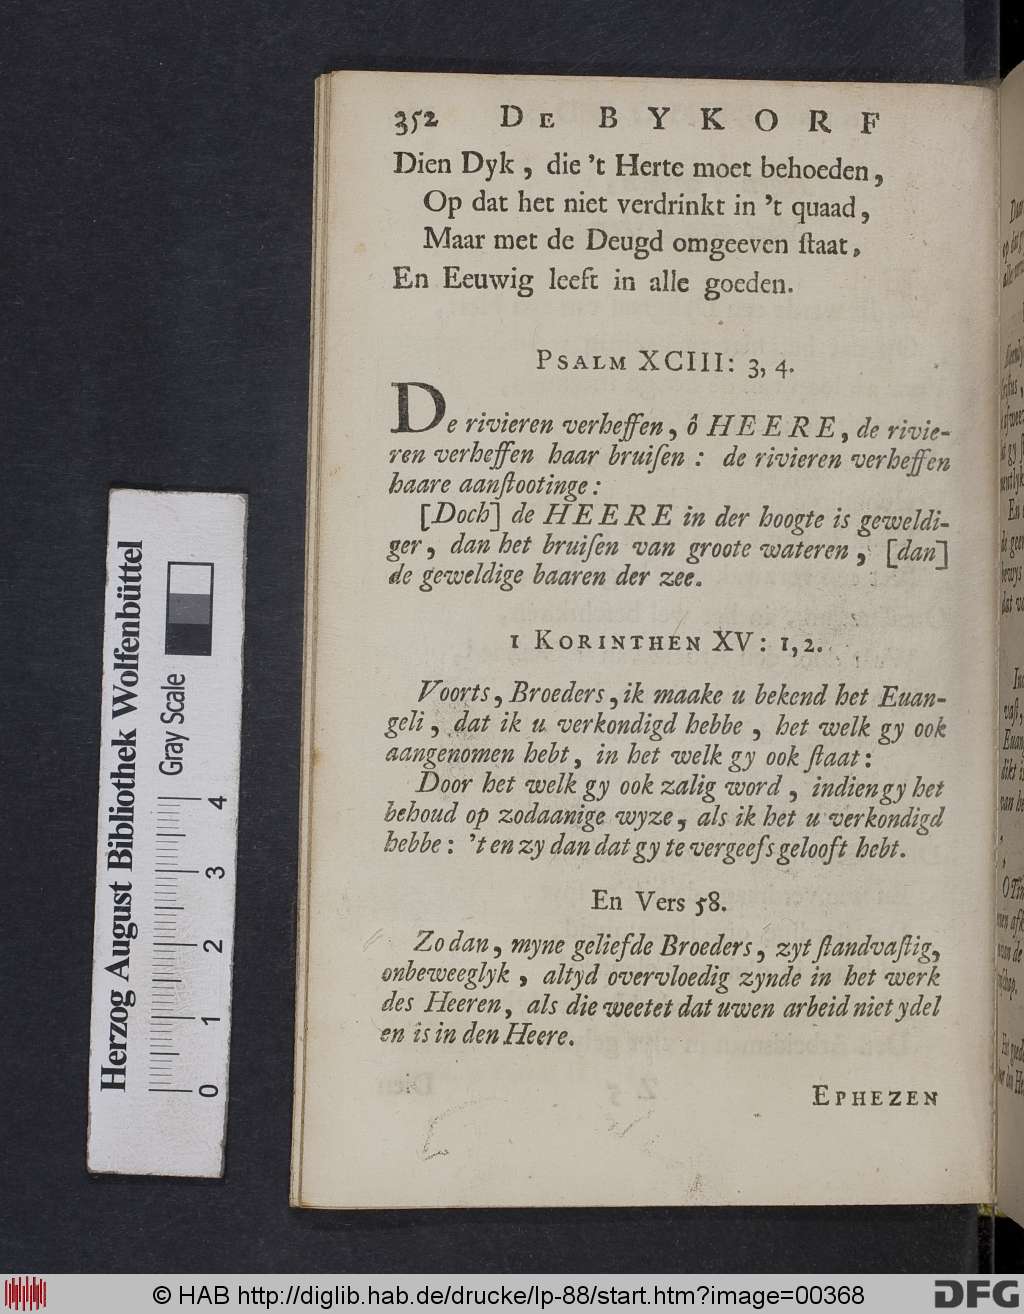 352 De BYKORF
Dien Dyk, die 't Herte moet behoeden,
Op dat het niet verdrinkt in 't quaad,
Maar met de Deugd omgeeven ſtaat,
En Eeuwig leeft in alle goeden.
Psalm XCIII: 3, 4.
De rivieren verheffen, ô HEERE, de rivie-
ren verheffen haar bruiſen: de rivieren verheffen
haare aanſtootinge:
[Doch] de HEERE in der hoogte is geweldi-
ger, dan het bruiſen van groote wateren, [dan]
de geweldige baaren der zee.
1 Korinthen XV: 1, 2.
Voorts, Broeders, ik maake u bekend het Euan-
geli, dat ik u verkondigd hebbe, het welk gy ook
aangenomen hebt, in het welk gy ook ſtaat:
Door het welk gy ook zalig word, indien gy het
behoud op zodaanige wyze, als ik het u verkondigd
hebbe: 't en zy dan dat gy te vergeefs gelooft hebt.
En Vers 58.
Zo dan, myne geliefde Broeders, zyt ſtandvaſtig,
onbeweeglyk, altyd overvloedig zynde in het werk
des Heeren, als die weetet dat uwen arbeid niet ydel
en is in den Heere.
Ephezen
Herzog August Bibliothek Wolfenbüttel
Gray Scale
0 1 2 3 4
© HAB http://diglib.hab.de/drucke/lp-88/start.htm?image=00368
DFG